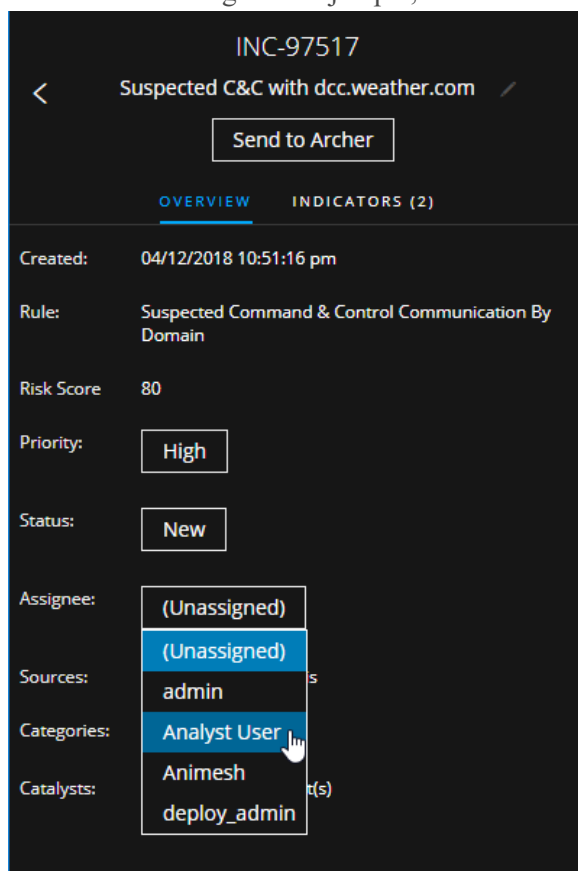 INC-97517
Suspected C&C with dcc.weather.com
Send to Archer
OVERVIEW INDICATORS (2)
Created: 04/12/2018 10:51:16 pm
Rule: Suspected Command & Control Communication By
Domain
Risk Score 80
Priority: High
Status: New
Assignee: (Unassigned)
(Unassigned)
Sources:
admin
Categories: Analyst User
Animesh
Catalysts: t(s)
deploy_admin